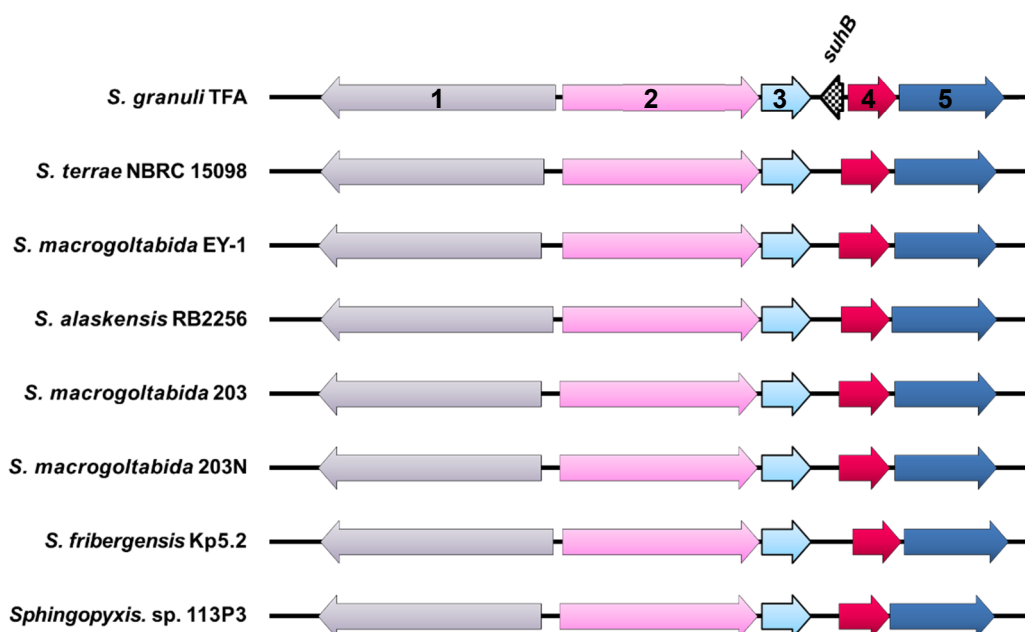 suhB
S. granuli TFA 1 2 3 4 5
S. terrae NBRC 15098
S. macrogoltabida EY-1
S. alaskensis RB2256
S. macrogoltabida 203
S. macrogoltabida 203N
S. fribergensis Kp5.2
Sphingopyxis. sp. 113P3